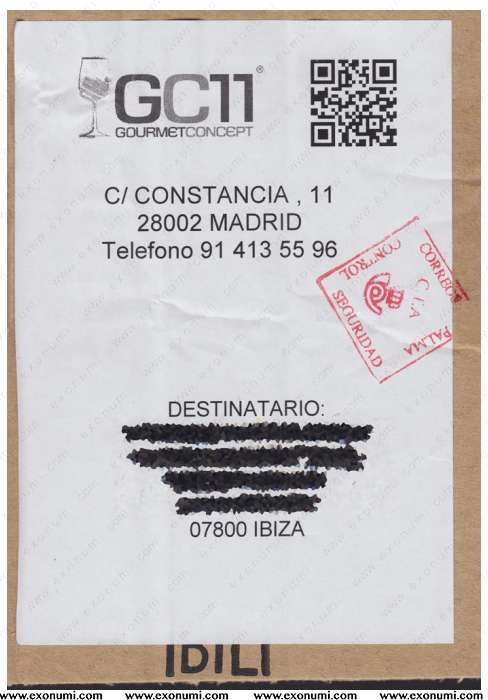 GC11®
GOURMETCONCEPT
C/ CONSTANCIA , 11
28002 MADRID
Telefono 91 413 55 96
CORREOS
CONTROL
C.T.A
PALMA
SEGURIDAD
DESTINATARIO:
07800 IBIZA
IDILI
www.exonumi.com www.exonumi.com www.exonumi.com www.exonumi.com